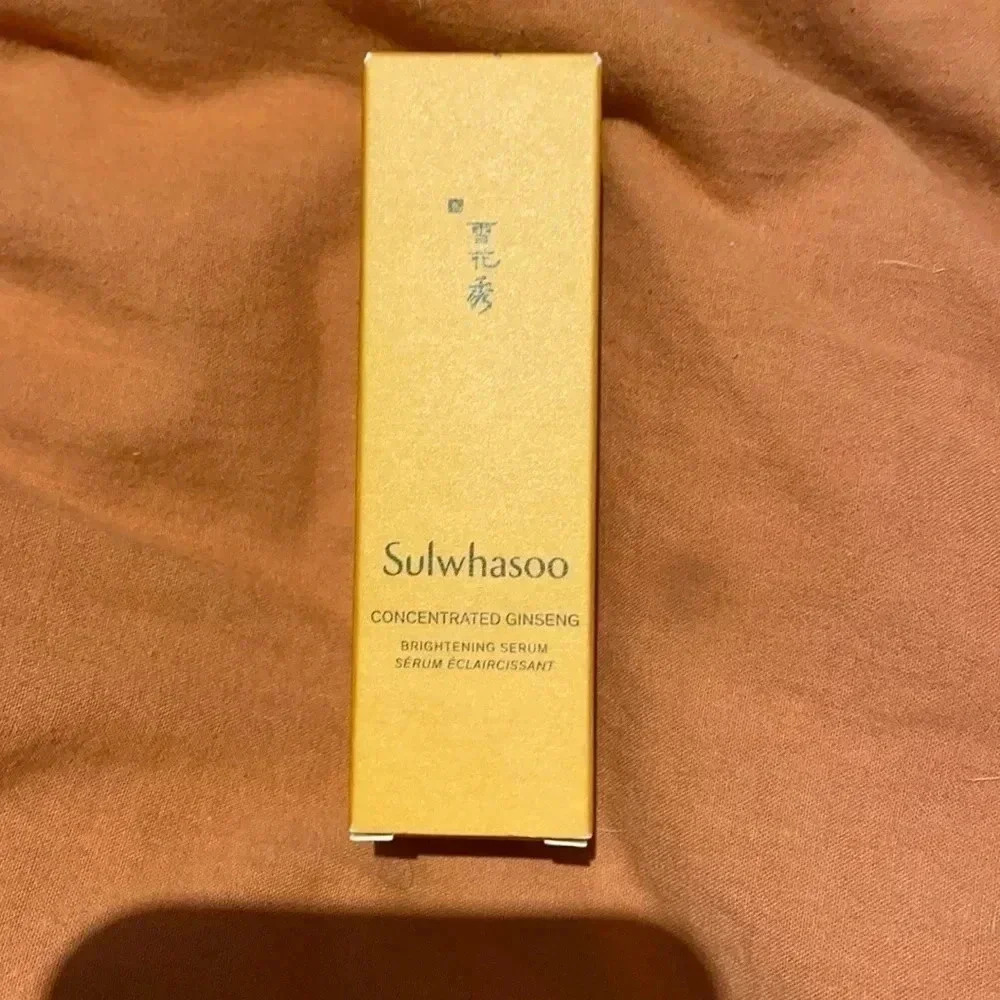 雪花秀
Sulwhasoo
CONCENTRATED GINSENG
BRIGHTENING SERUM
SÉRUM ÉCLAIRCISSANT